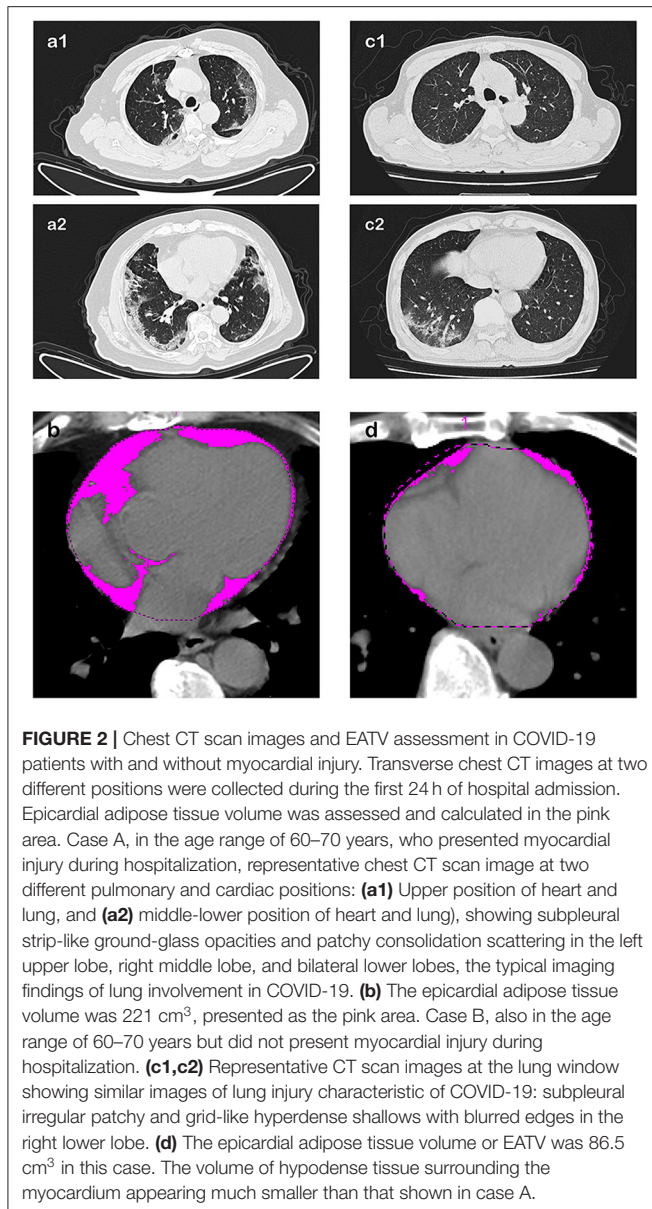 a1
c1
a2
c2
b
1
d
FIGURE 2 | Chest CT scan images and EATV assessment in COVID-19
patients with and without myocardial injury. Transverse chest CT images at two
different positions were collected during the first 24 h of hospital admission.
Epicardial adipose tissue volume was assessed and calculated in the pink
area. Case A, in the age range of 60–70 years, who presented myocardial
injury during hospitalization, representative chest CT scan image at two
different pulmonary and cardiac positions: (a1) Upper position of heart and
lung, and (a2) middle-lower position of heart and lung), showing subpleural
strip-like ground-glass opacities and patchy consolidation scattering in the left
upper lobe, right middle lobe, and bilateral lower lobes, the typical imaging
findings of lung involvement in COVID-19. (b) The epicardial adipose tissue
volume was 221 cm³, presented as the pink area. Case B, also in the age
range of 60–70 years but did not present myocardial injury during
hospitalization. (c1,c2) Representative CT scan images at the lung window
showing similar images of lung injury characteristic of COVID-19: subpleural
irregular patchy and grid-like hyperdense shallows with blurred edges in the
right lower lobe. (d) The epicardial adipose tissue volume or EATV was 86.5
cm³ in this case. The volume of hypodense tissue surrounding the
myocardium appearing much smaller than that shown in case A.